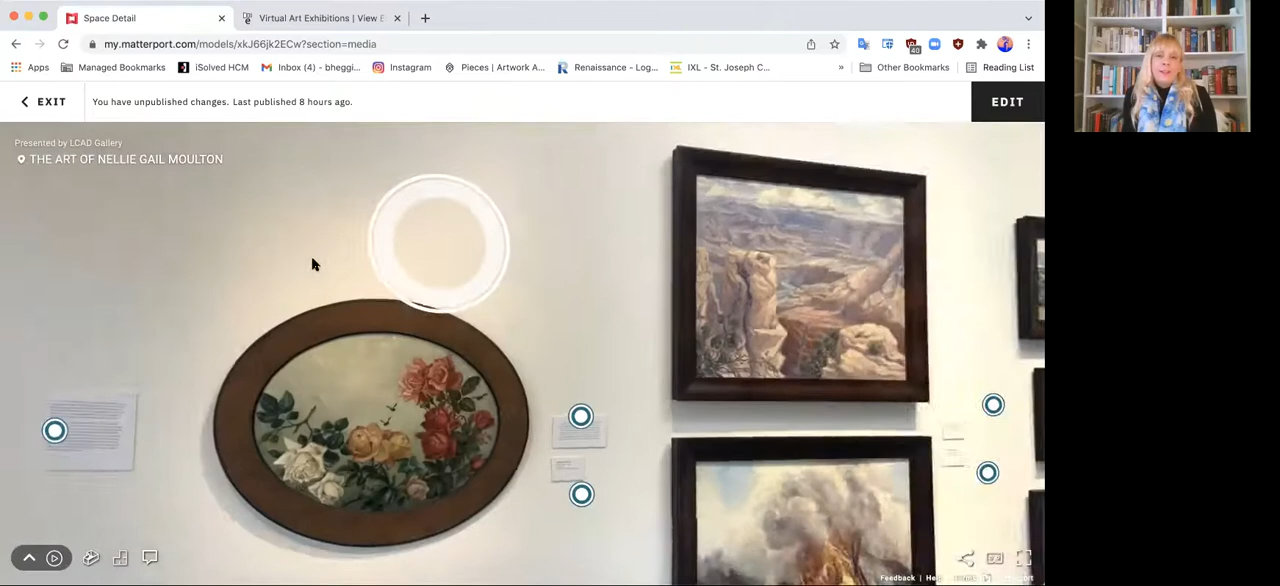 Space Detail
Virtual Art Exhibitions | View E
my.matterport.com/models/xkJ66jk2ECw?section=media
40
Apps
Managed Bookmarks
iSolved HCM
Inbox (4) - bheggi...
Instagram
Pieces | Artwork A...
Renaissance - Log...
IXL
IXL - St. Joseph C...
»
Other Bookmarks
Reading List
EXIT
You have unpublished changes. Last published 8 hours ago.
EDIT
Presented by LCAD Gallery
THE ART OF NELLIE GAIL MOULTON
Feedback |